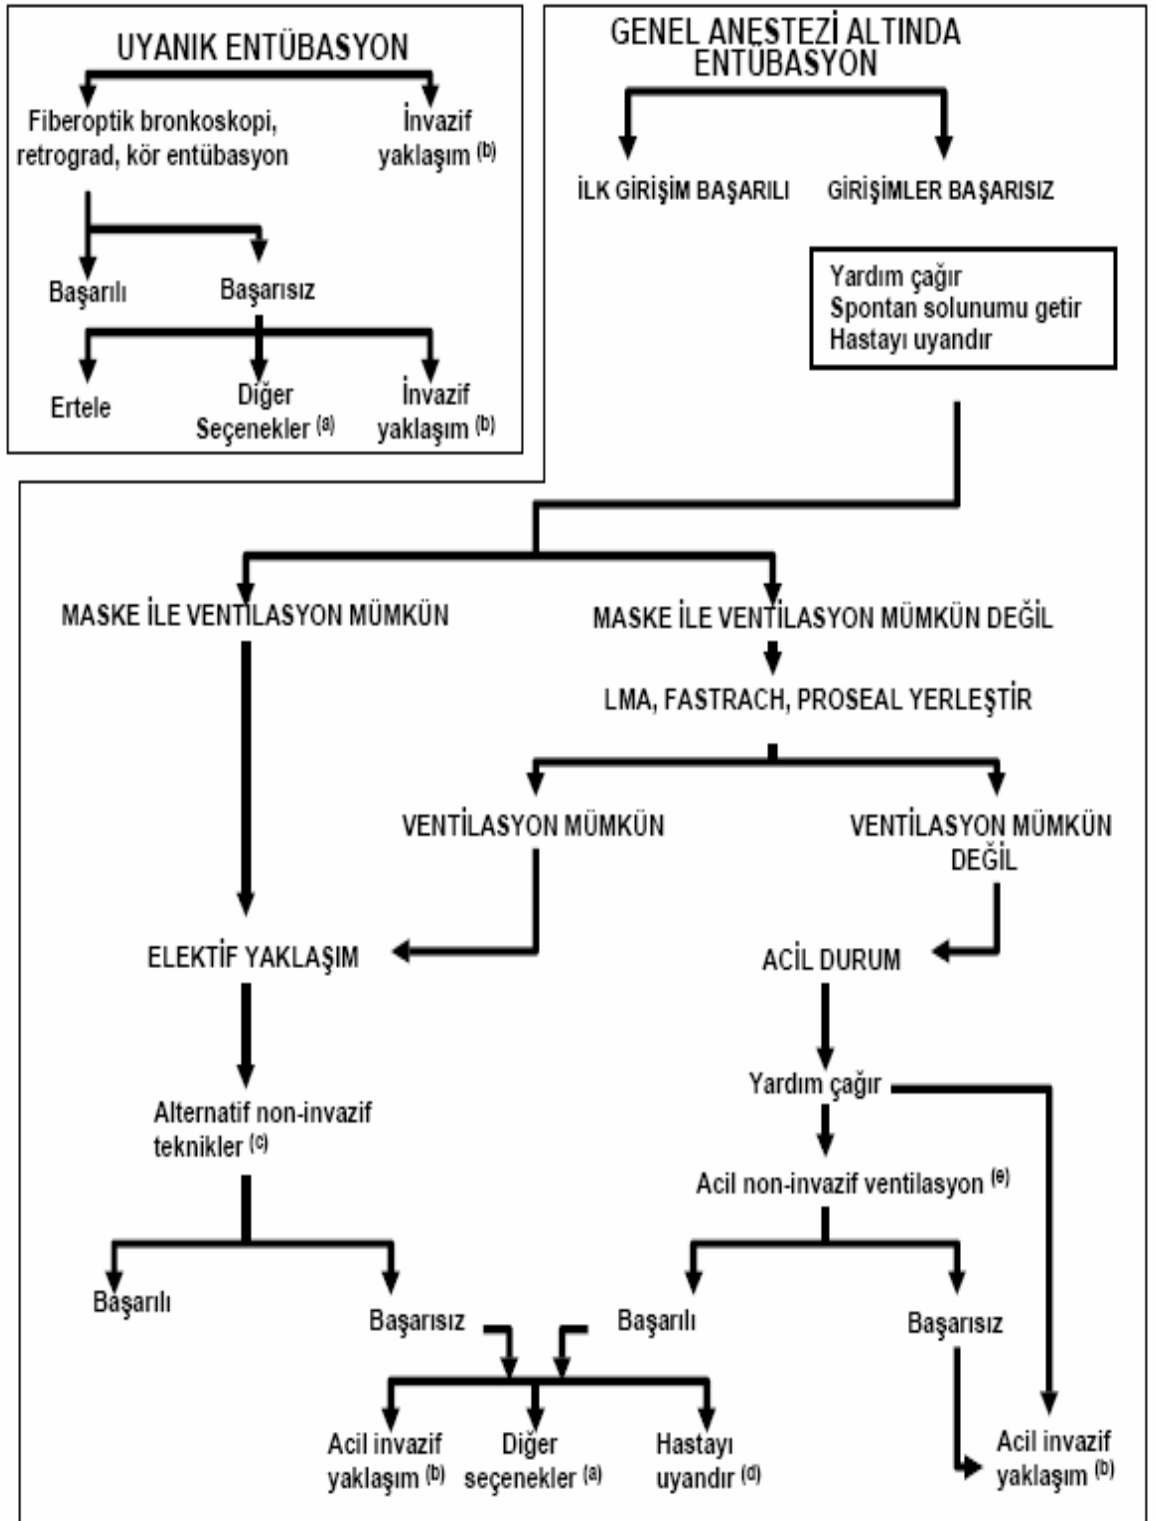 UYANIK ENTÜBASYON
Fiberoptik bronkoskopi,
retrograd, kör entübasyon
İnvazif
yaklaşım (b)
Başarılı
Başarısız
Ertele
Diğer
Seçenekler (a)
İnvazif
yaklaşım (b)
GENEL ANESTEZİ ALTINDA
ENTÜBASYON
İLK GİRİŞİM BAŞARILI
GİRİŞİMLER BAŞARISIZ
Yardım çağır
Spontan solunumu getir
Hastayı uyandır
MASKE İLE VENTİLASYON MÜMKÜN
MASKE İLE VENTİLASYON MÜMKÜN DEĞİL
LMA, FASTRACH, PROSEAL YERLEŞTİR
VENTİLASYON MÜMKÜN
VENTİLASYON MÜMKÜN
DEĞİL
ELEKTİF YAKLAŞIM
ACİL DURUM
Yardım çağır
Alternatif non-invazif
teknikler (c)
Acil non-invazif ventilasyon (e)
Başarılı
Başarısız
Başarılı
Başarısız
Acil invazif
yaklaşım (b)
Diğer
seçenekler (a)
Hastayı
uyandır (d)
Acil invazif
yaklaşım (b)